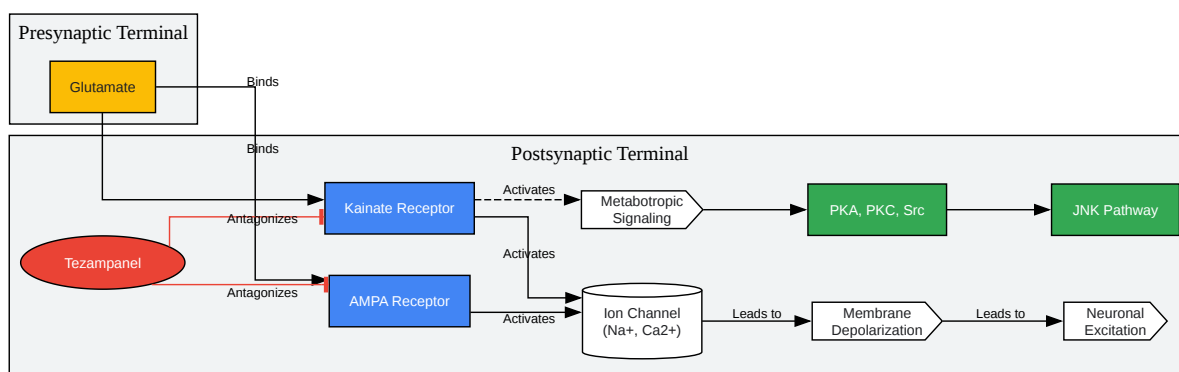 Presynaptic Terminal
Glutamate
Binds
Binds
Postsynaptic Terminal
Kainate Receptor
Activates
Metabotropic
Signaling
PKA, PKC, Src
JNK Pathway
Antagonizes
Tezampanel
Activates
Antagonizes
AMPA Receptor
Activates
Ion Channel
(Na+, Ca2+)
Leads to
Membrane
Depolarization
Leads to
Neuronal
Excitation